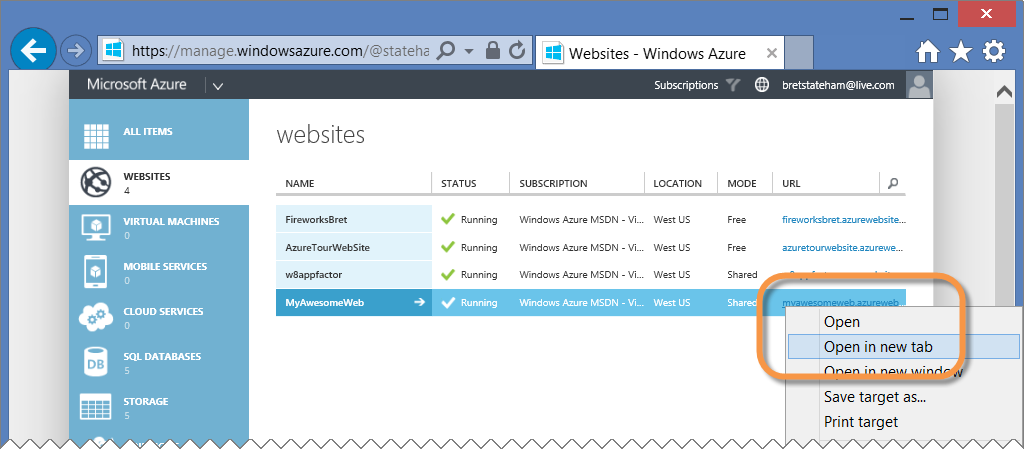 https://manage.windowsazure.com/@stateha
Websites - Windows Azure
Microsoft Azure
Subscriptions
bretstateham@live.com
ALL ITEMS
WEBSITES
4
VIRTUAL MACHINES
0
MOBILE SERVICES
0
CLOUD SERVICES
0
SQL DATABASES
5
STORAGE
5
websites
NAME STATUS SUBSCRIPTION LOCATION MODE URL
FireworksBret Running Windows Azure MSDN - Vi... West US Free fireworksbret.azurewebsite...
AzureTourWebSite Running Windows Azure MSDN - Vi... West US Free azuretourwebsite.azurewe...
w8appfactor Running Windows Azure MSDN - Vi... West US Shared
MyAwesomeWeb Running Windows Azure MSDN - Vi... West US Shared myawesomeweb.azureweb...
Open
Open in new tab
Open in new window
Save target as...
Print target
DB